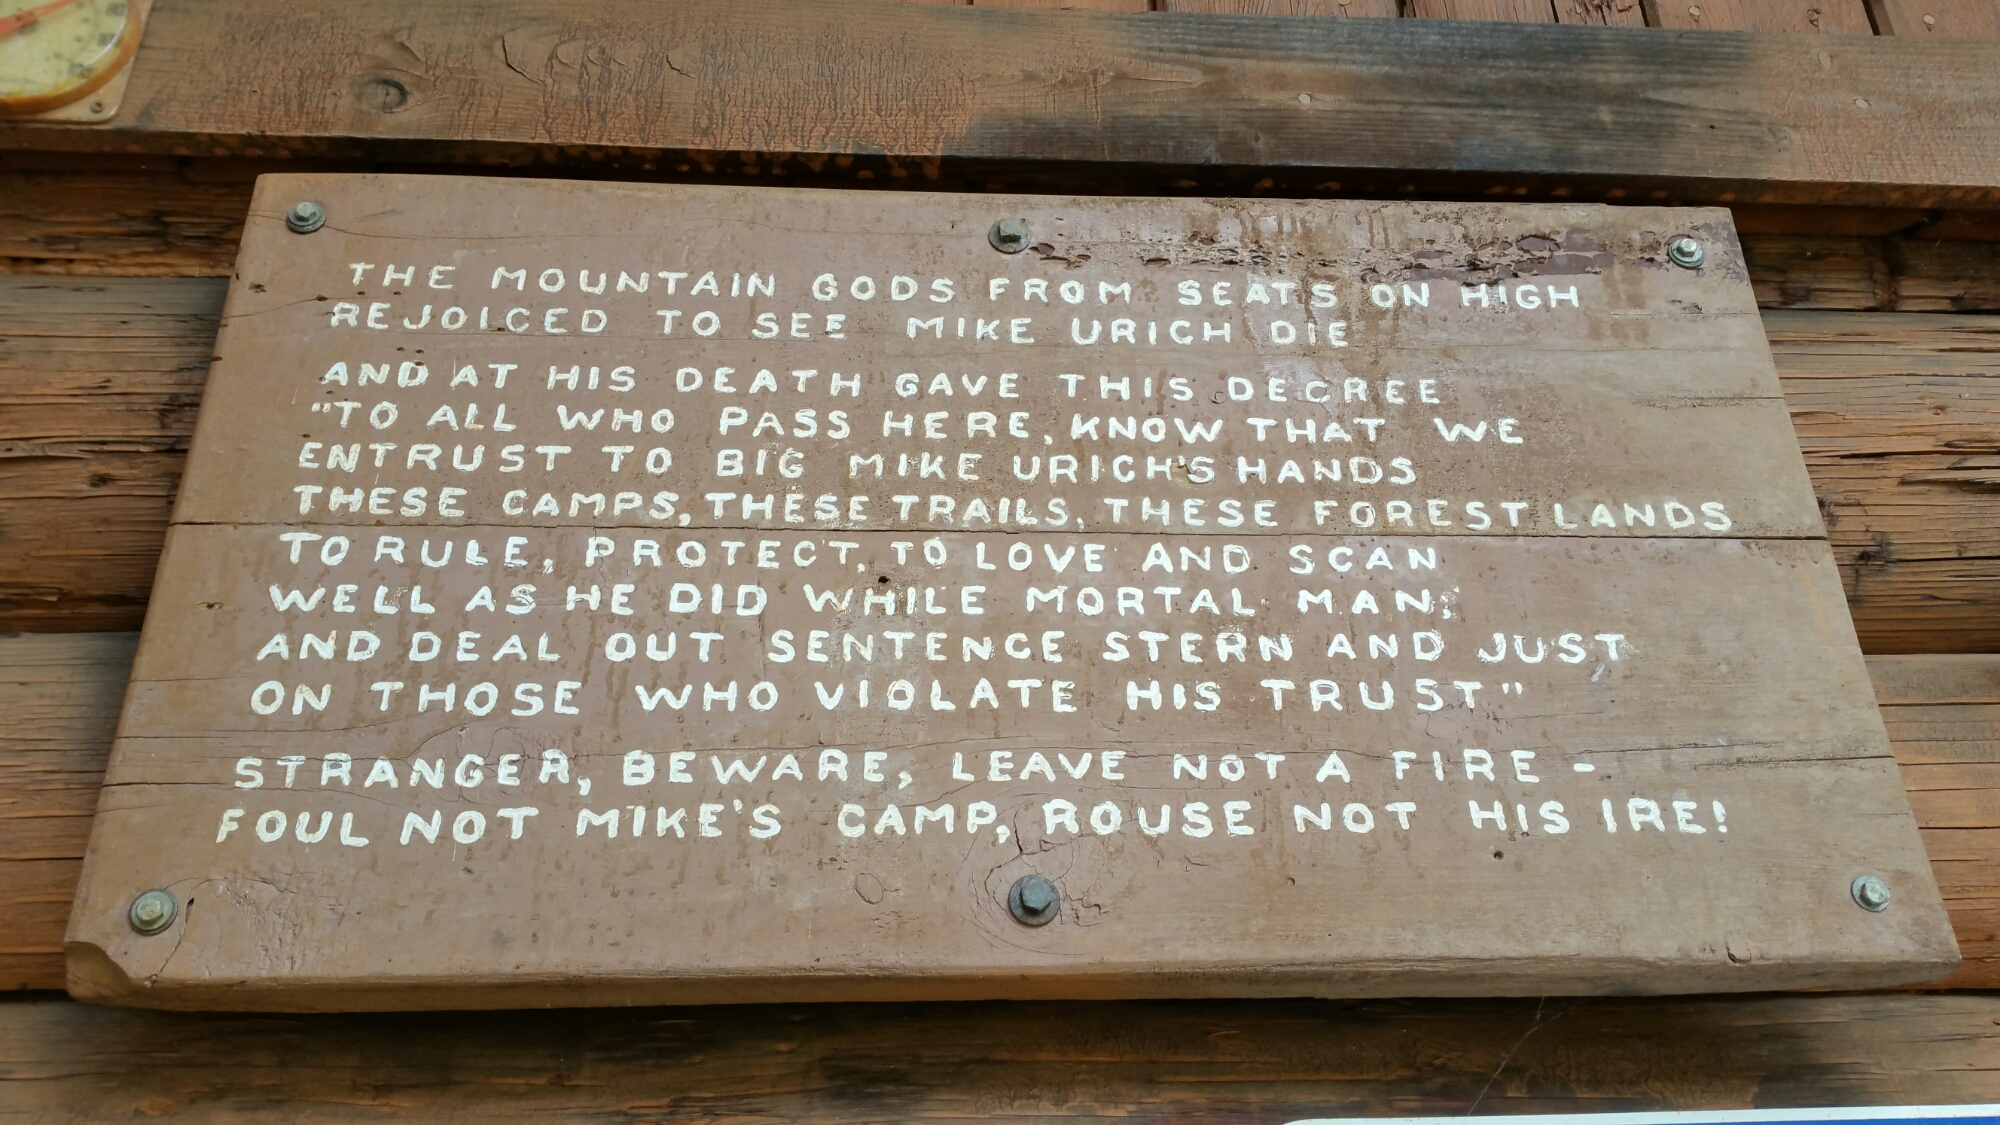 THE MOUNTAIN GODS FROM SEATS ON HIGH
REJOICED TO SEE MIKE URICH DIE
AND AT HIS DEATH GAVE THIS DECREE
"TO ALL WHO PASS HERE, KNOW THAT WE
ENTRUST TO BIG MIKE URICH'S HANDS
THESE CAMPS, THESE TRAILS, THESE FOREST LANDS
TO RULE, PROTECT, TO LOVE AND SCAN
WELL AS HE DID WHILE MORTAL MAN;
AND DEAL OUT SENTENCE STERN AND JUST
ON THOSE WHO VIOLATE HIS TRUST"
STRANGER, BEWARE, LEAVE NOT A FIRE -
FOUL NOT MIKE'S CAMP, ROUSE NOT HIS IRE!